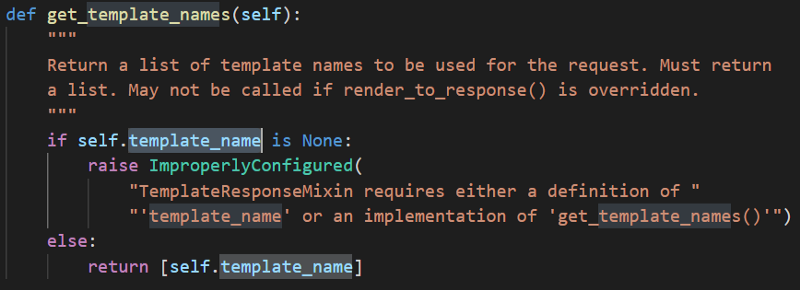 def get_template_names(self):
"""
Return a list of template names to be used for the request. Must return
a list. May not be called if render_to_response() is overridden.
"""
if self.template_name is None:
raise ImproperlyConfigured(
"TemplateResponseMixin requires either a definition of "
"'template_name' or an implementation of 'get_template_names()'")
else:
return [self.template_name]